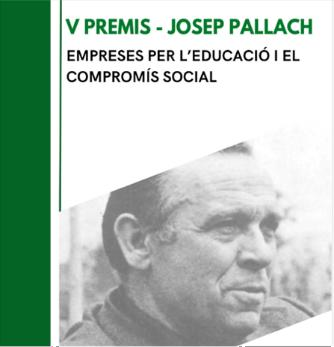 V PREMIS - JOSEP PALLACH
EMPRESES PER L'EDUCACIÓ I EL
COMPROMÍS SOCIAL